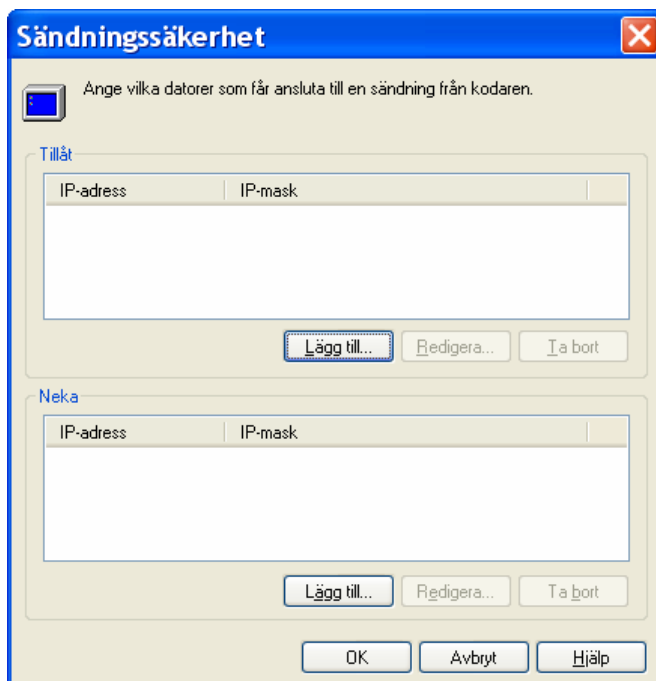 Sändningssäkerhet
Ange vilka datorer som får ansluta till en sändning från kodaren.
Tillåt
IP-adress IP-mask
Lägg till... Redigera... Ta bort
Neka
IP-adress IP-mask
Lägg till... Redigera... Ta bort
OK Avbryt Hjälp